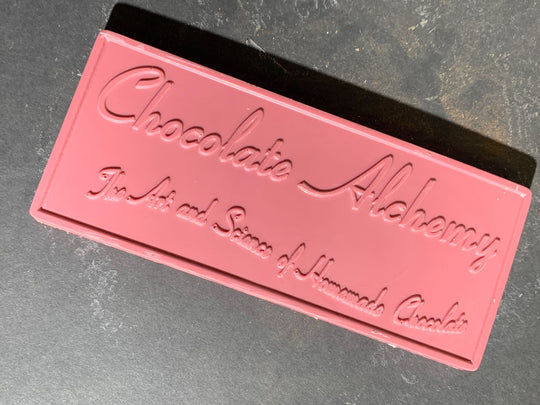 Chocolate Alchemy
The Art and Science of Homemade Chocolate